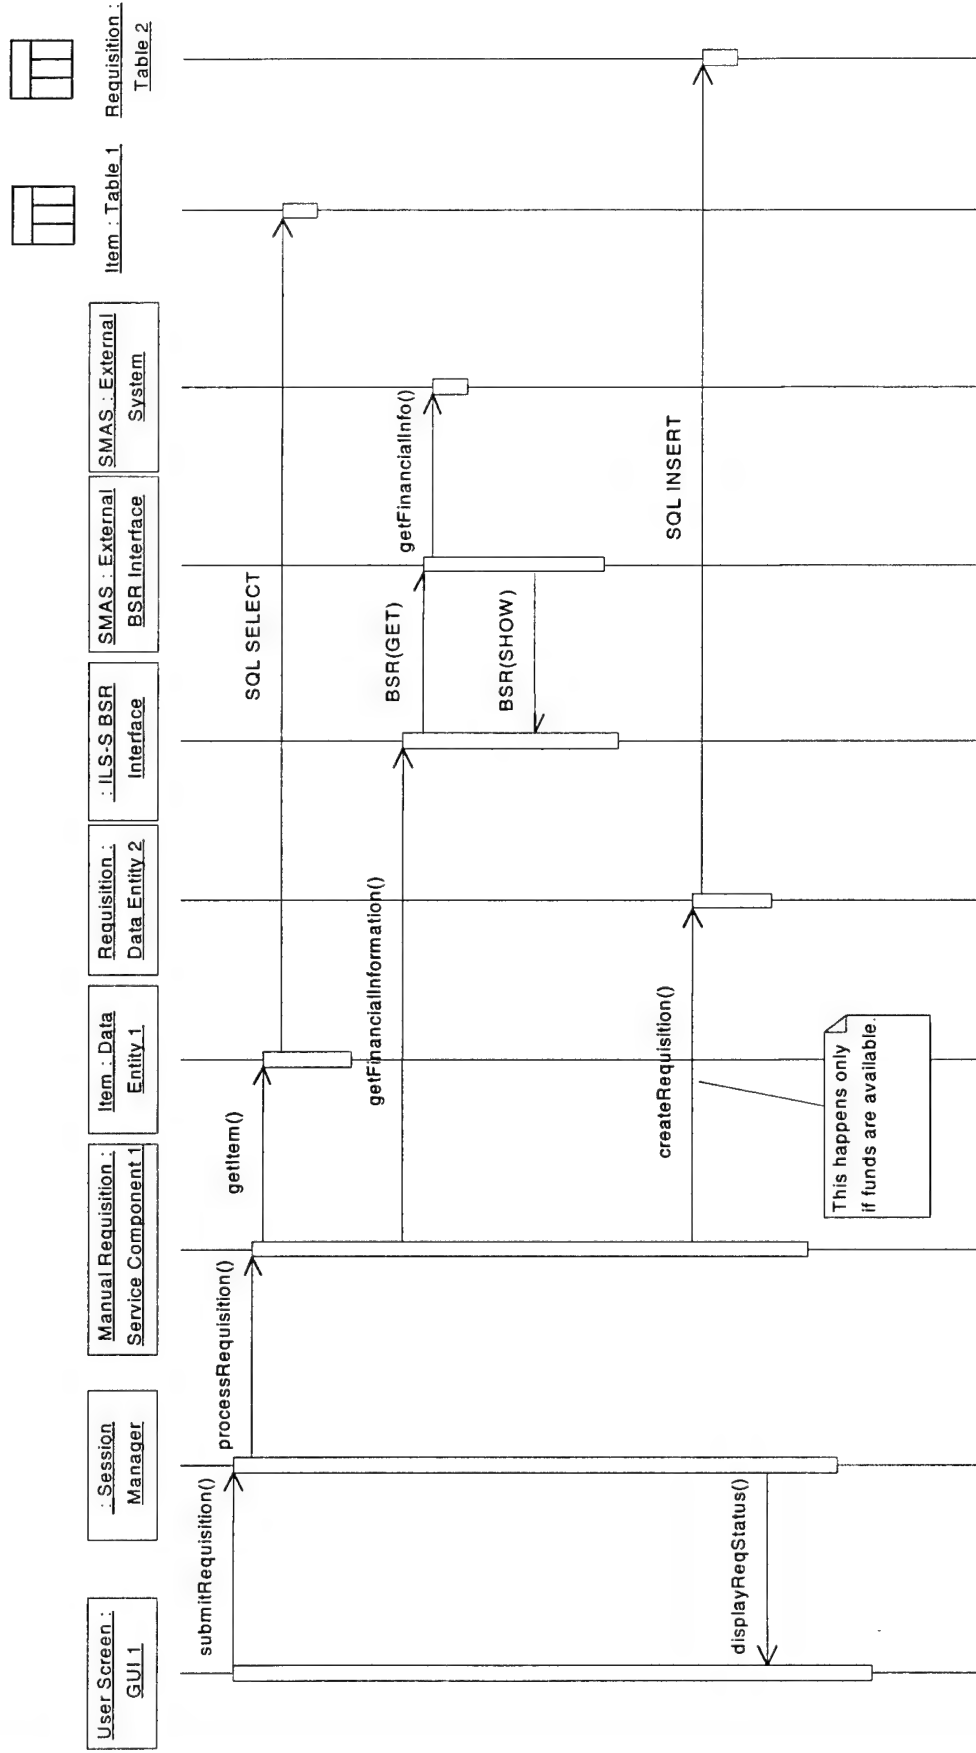 User Screen :
GUI 1
: Session
Manager
Manual Requisition :
Service Component 1
Item : Data
Entity 1
Requisition :
Data Entity 2
: ILS-S BSR
Interface
SMAS : External
BSR Interface
SMAS : External
System
Item : Table 1
Requisition :
Table 2
submitRequisition()
processRequisition()
getItem()
SQL SELECT
getFinancialInformation()
BSR(GET)
getFinancialInfo()
BSR(SHOW)
createRequisition()
SQL INSERT
displayReqStatus()
This happens only
if funds are available.